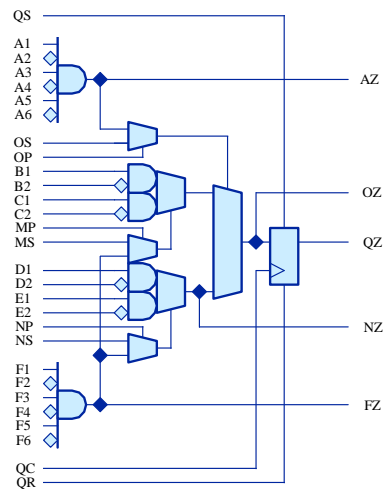 QS
A1
A2
A3
A4
A5
A6
AZ
OS
OP
B1
B2
C1
C2
MP
MS
OZ
QZ
D1
D2
E1
E2
NP
NS
NZ
F1
F2
F3
F4
F5
F6
FZ
QC
QR